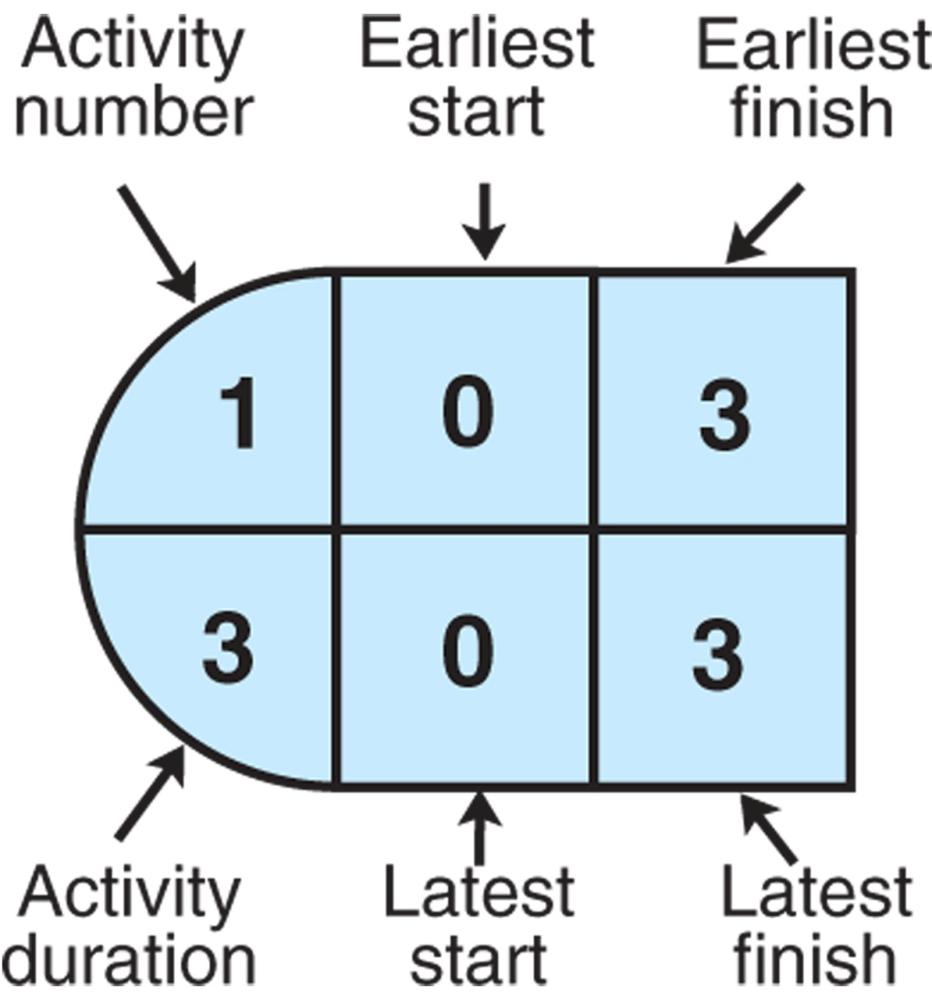 Activity number
Earliest start
Earliest finish
1 0 3
3 0 3
Activity duration
Latest start
Latest finish